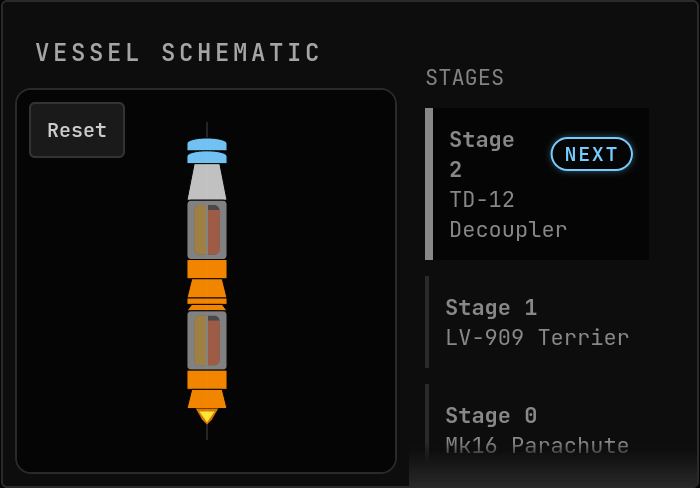 VESSEL SCHEMATIC
Reset
STAGES
Stage
2
NEXT
TD-12
Decoupler
Stage 1
LV-909 Terrier
Stage 0
Mk16 Parachute